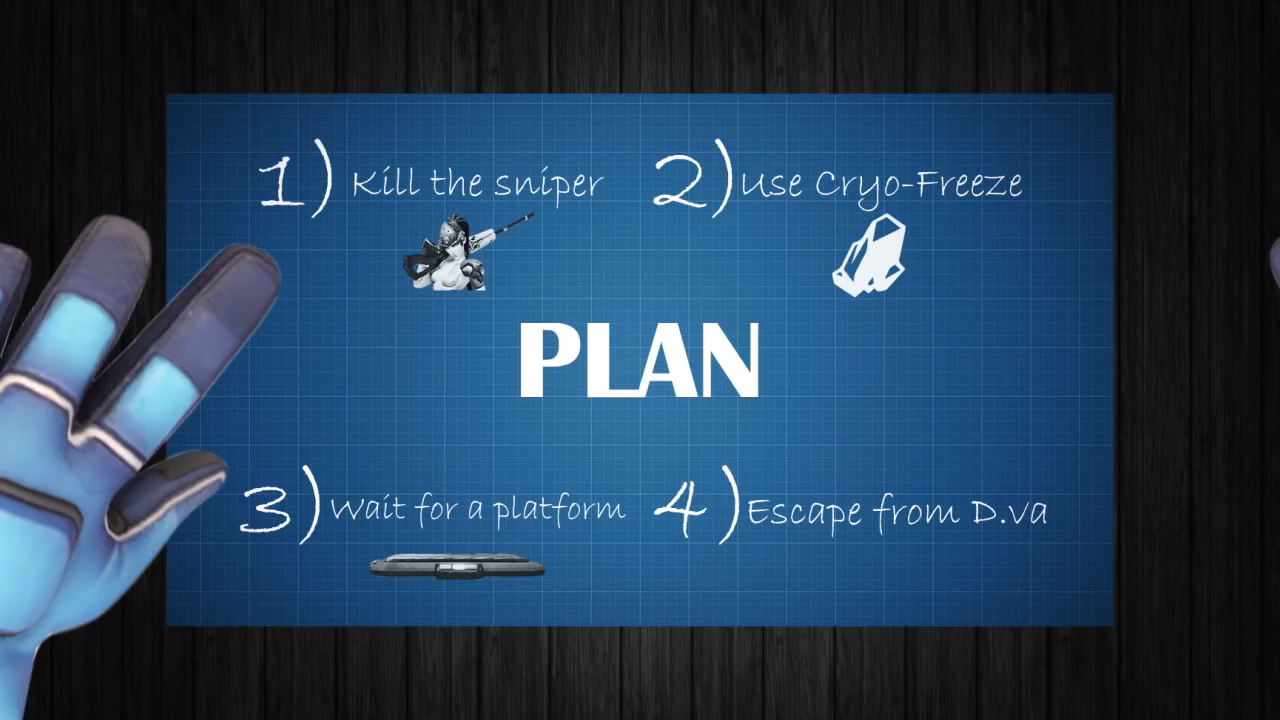 1) Kill the sniper
2) Use Cryo-Freeze
PLAN
3) Wait for a platform
4) Escape from D.va